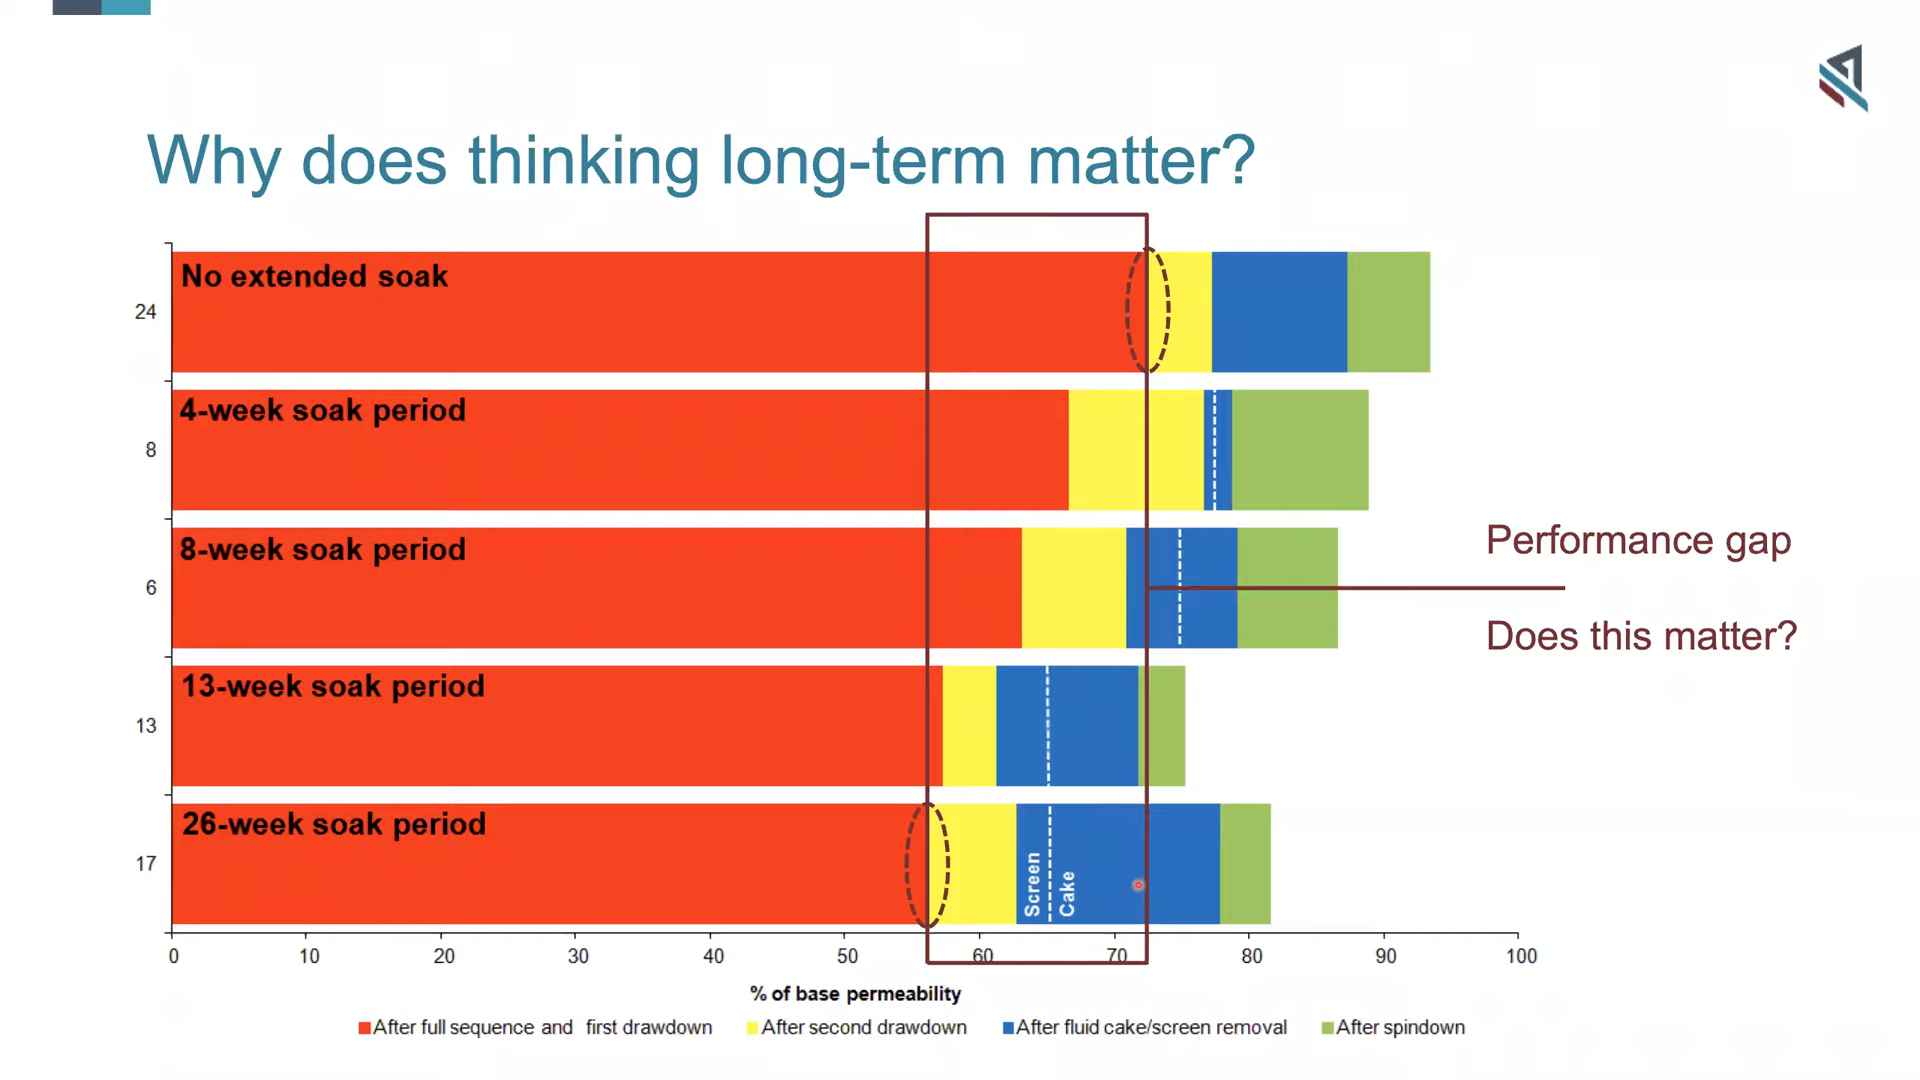 Why does thinking long-term matter?
No extended soak
24
4-week soak period
8
8-week soak period
6
13-week soak period
13
26-week soak period
17
Screen
Cake
Performance gap
Does this matter?
0 10 20 30 40 50 60 70 80 90 100
% of base permeability
After full sequence and first drawdown After second drawdown After fluid cake/screen removal After spindown